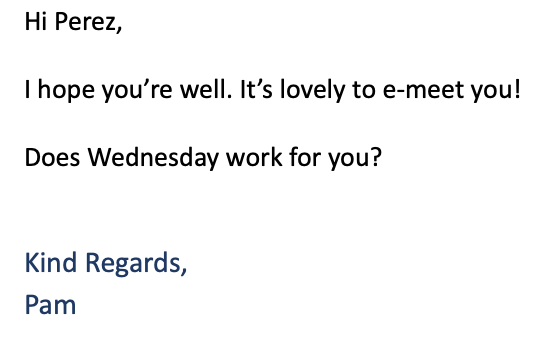 Hi Perez,
I hope you’re well. It’s lovely to e-meet you!
Does Wednesday work for you?
Kind Regards,
Pam